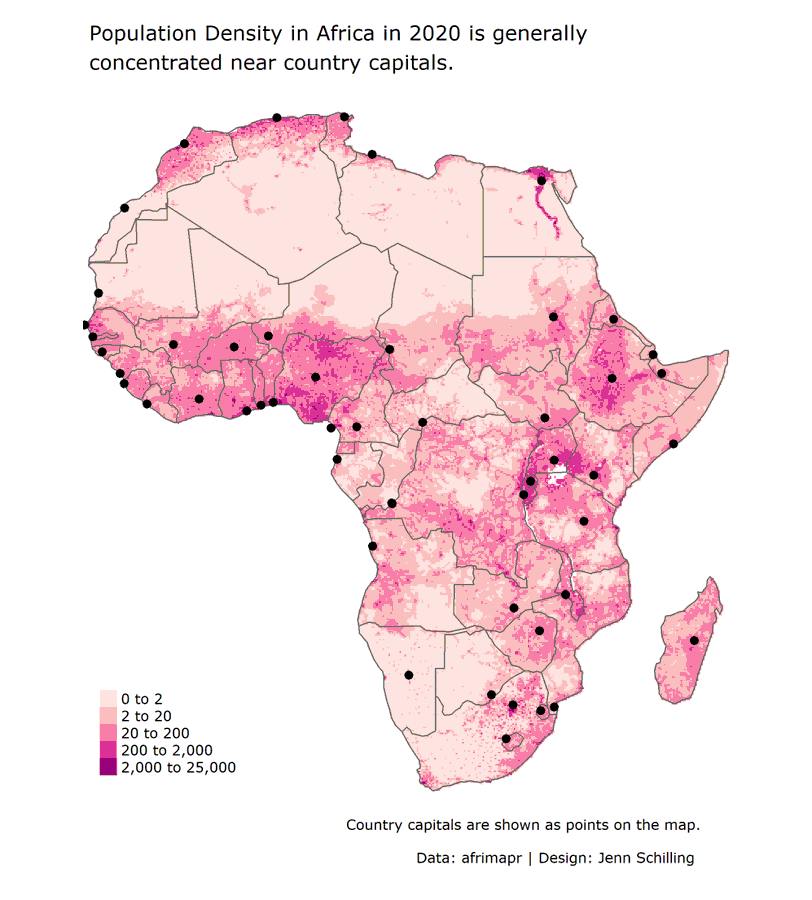 Population Density in Africa in 2020 is generally
concentrated near country capitals.
0 to 2
2 to 20
20 to 200
200 to 2,000
2,000 to 25,000
Country capitals are shown as points on the map.
Data: afrimapr | Design: Jenn Schilling